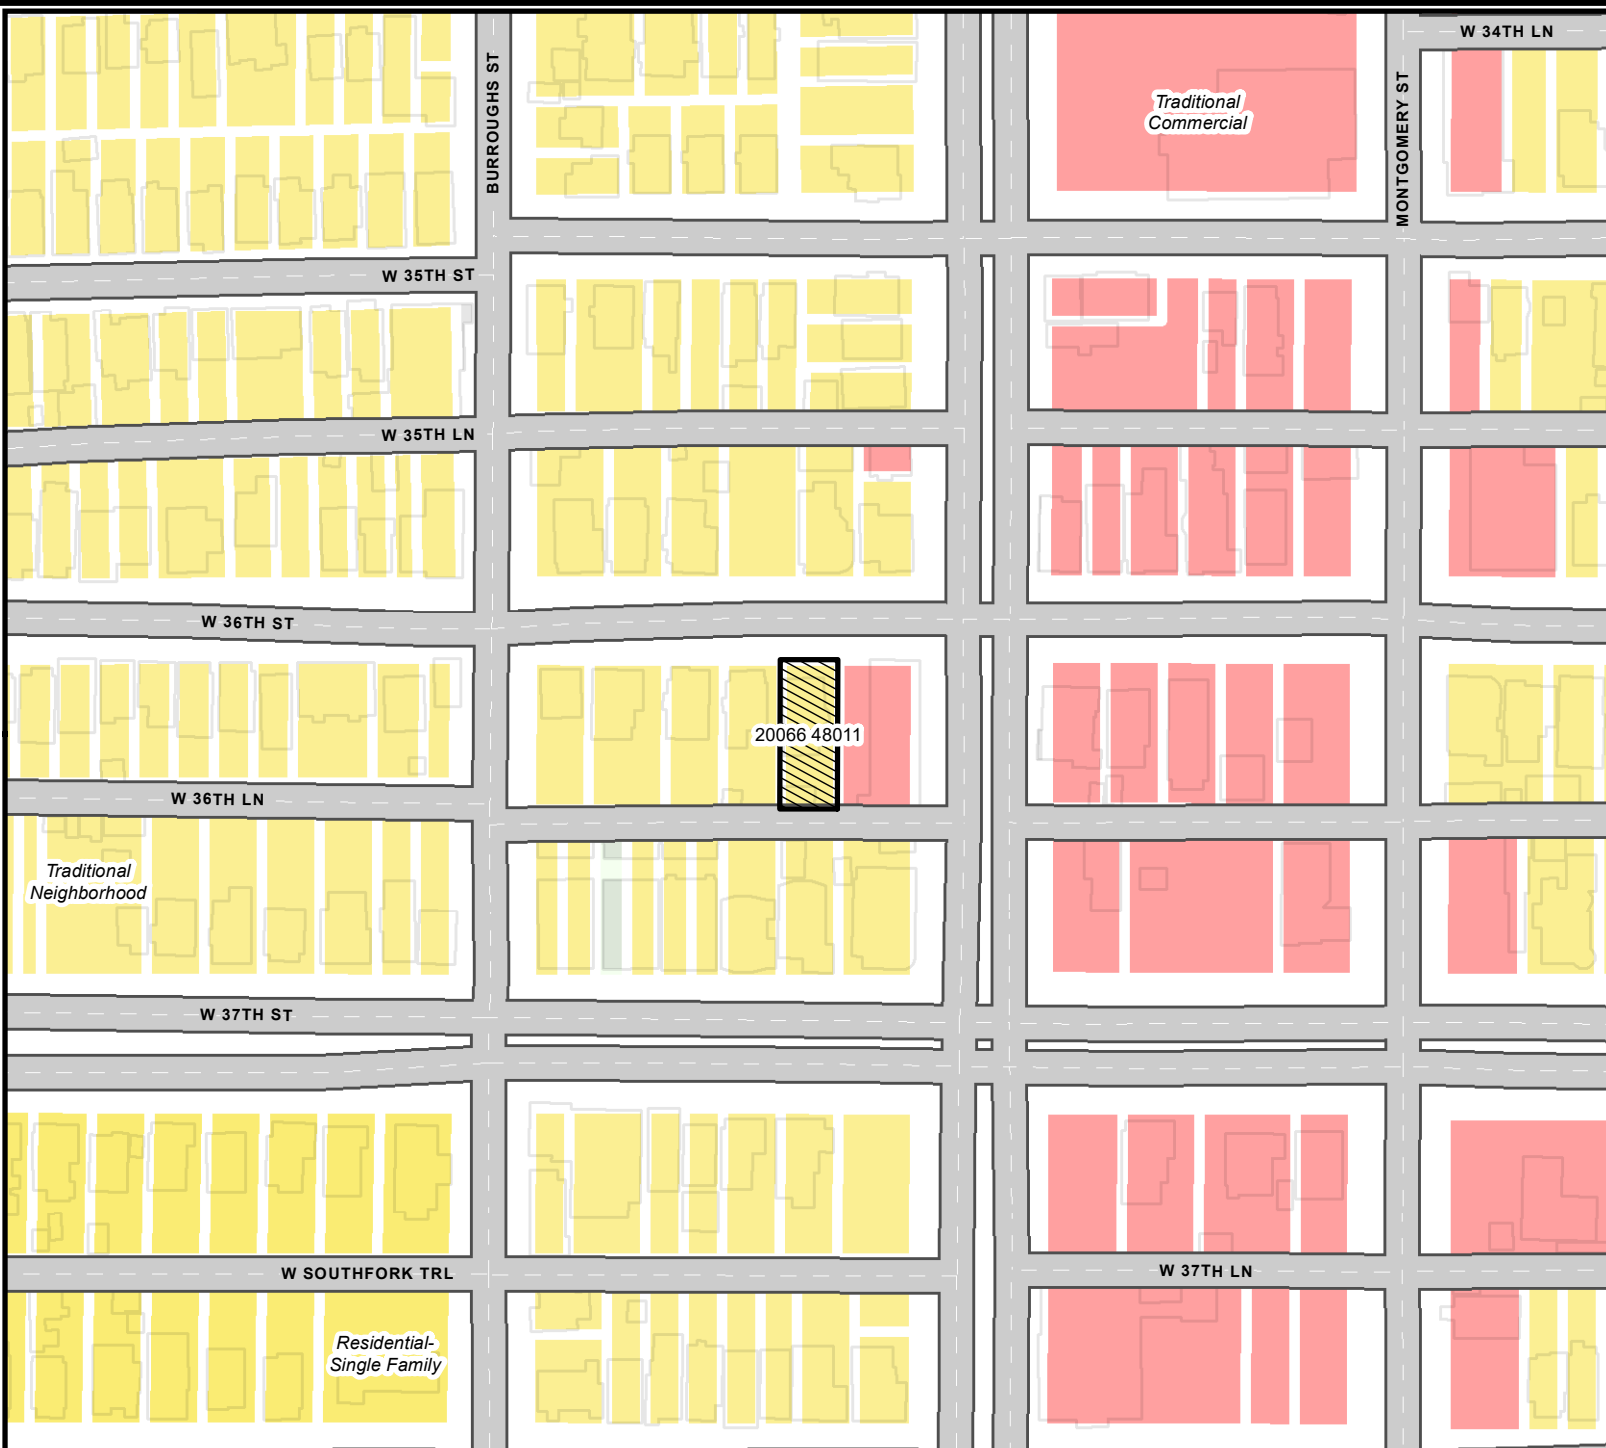 W 34TH LN
BURROUGHS ST
MONTGOMERY ST
Traditional
Commercial
W 35TH ST
W 35TH LN
W 36TH ST
20066 48011
W 36TH LN
Traditional
Neighborhood
W 37TH ST
W SOUTHFORK TRL
W 37TH LN
Residential-
Single Family